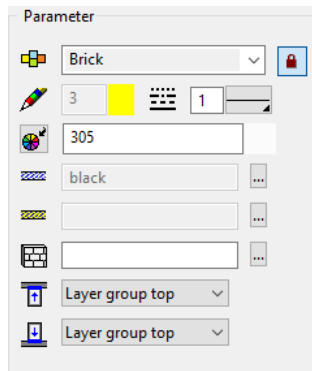 Parameter
Brick
3
1
305
black
...
...
...
Layer group top
Layer group top